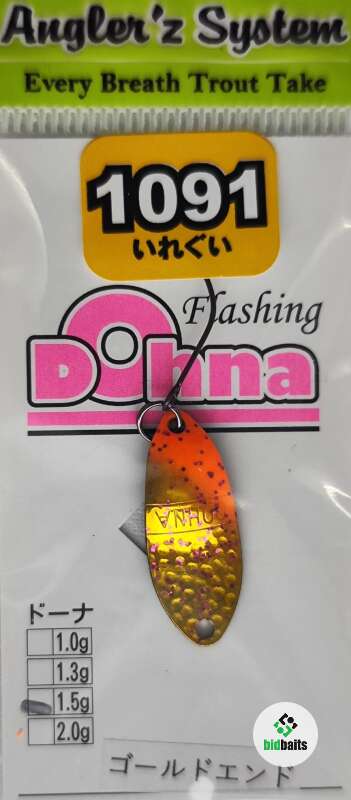 Angler'z System
Every Breath Trout Take
1091
いれぐい
Flashing
Dohna
DOHNA
ドーナ
1.0g
1.3g
1.5g
2.0g
ゴールドエンド
bidbaits